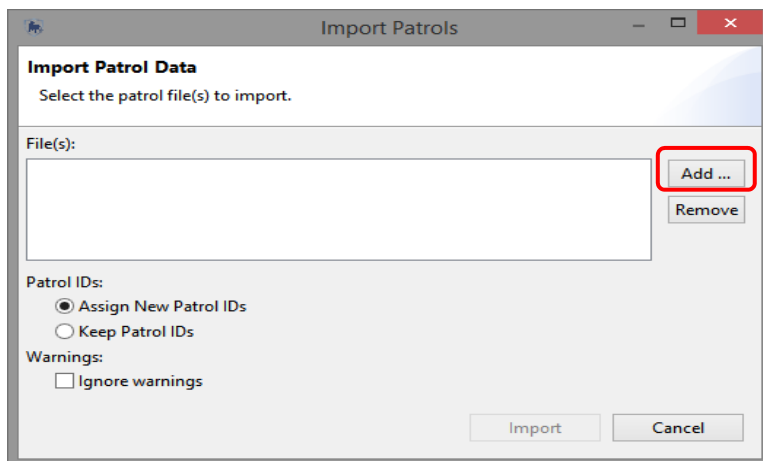 Import Patrols
Import Patrol Data
Select the patrol file(s) to import.
File(s):
Add ...
Remove
Patrol IDs:
Assign New Patrol IDs
Keep Patrol IDs
Warnings:
Ignore warnings
Import Cancel